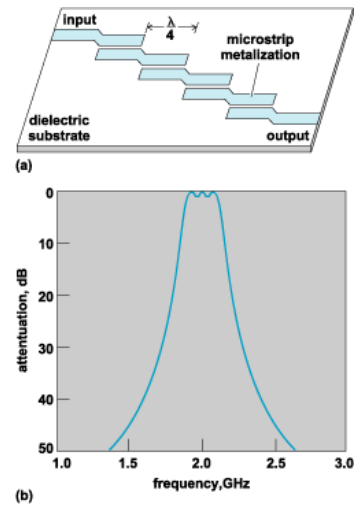 input
λ
4
microstrip
metalization
dielectric
substrate
output
(a)
0
10
20
30
40
50
attentuation, dB
1.0 1.5 2.0 2.5 3.0
frequency,GHz
(b)